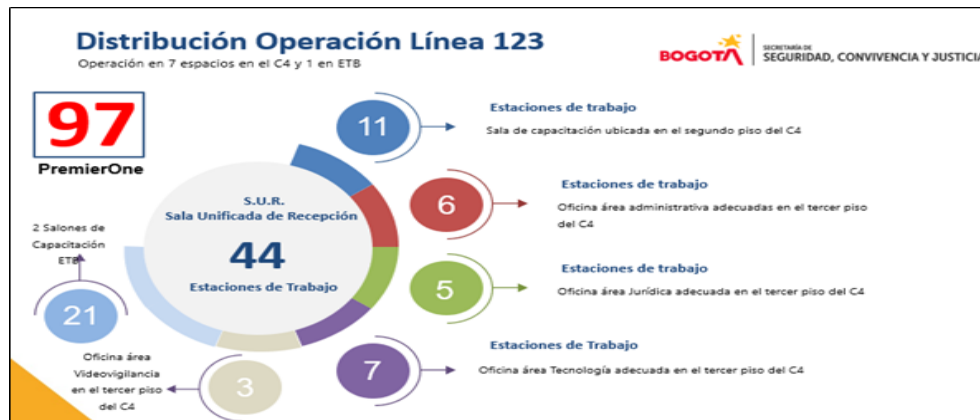 Distribución Operación Línea 123
Operación en 7 espacios en el C4 y 1 en ETB
BOGOTÁ
SECRETARÍA DE
SEGURIDAD, CONVIVENCIA Y JUSTICIA
97
PremierOne
11
Estaciones de trabajo
Sala de capacitación ubicada en el segundo piso del C4
6
Estaciones de trabajo
Oficina área administrativa adecuadas en el tercer piso
del C4
S.U.R.
Sala Unificada de Recepción
44
Estaciones de Trabajo
5
Estaciones de trabajo
Oficina área Jurídica adecuada en el tercer piso del C4
2 Salones de
Capacitación
ETB
21
7
Estaciones de Trabajo
Oficina área Tecnología adecuada en el tercer piso del C4
Oficina área
Videovigilancia
en el tercer piso
del C4
3